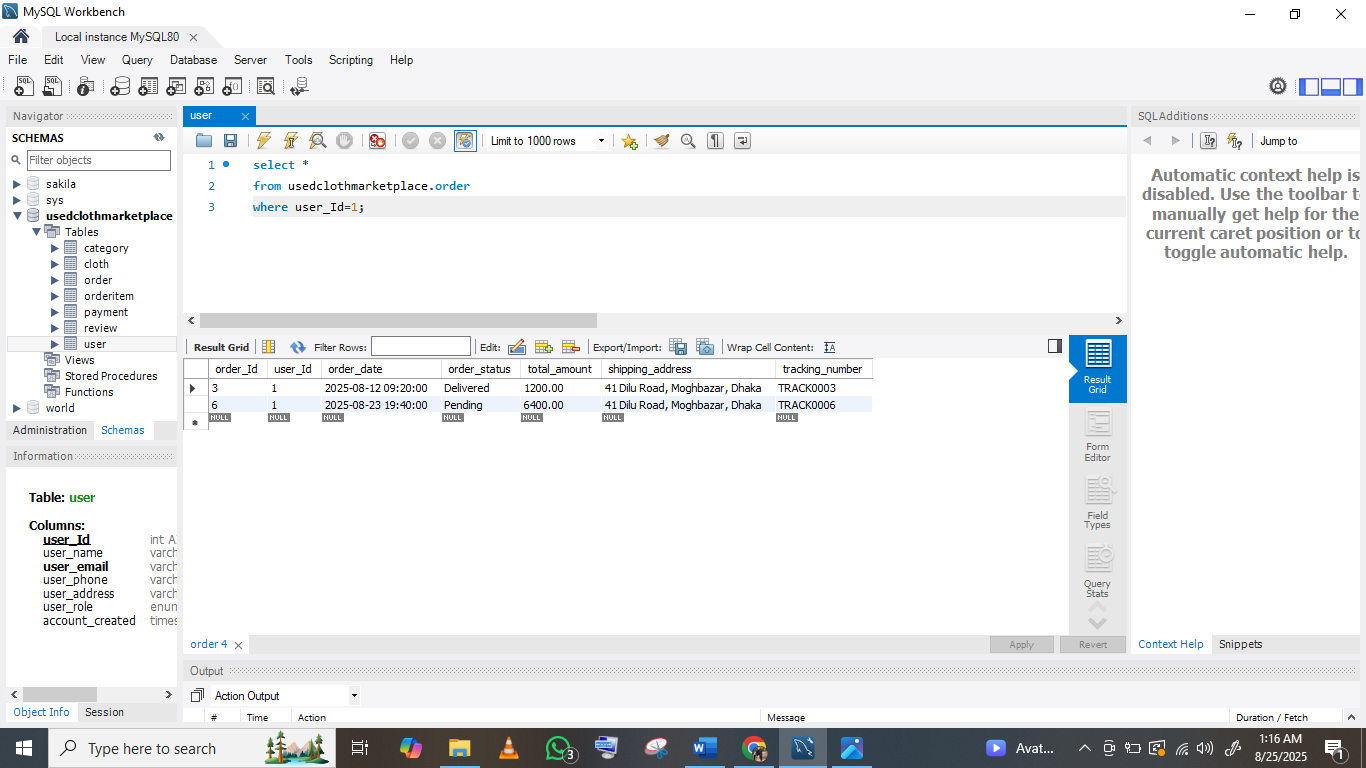 MySQL Workbench
Local instance MySQL80
File Edit View Query Database Server Tools Scripting Help
Navigator
SCHEMAS
Filter objects
sakila
sys
usedclothmarketplace
Tables
category
cloth
order
orderitem
payment
review
user
Views
Stored Procedures
Functions
world
Administration Schemas
Information
Table: user
Columns:
user_Id int A
user_name varch
user_email varch
user_phone varch
user_address varch
user_role enum
account_created times
Object Info Session
user
Limit to 1000 rows
1 select *
2 from usedclothmarketplace.order
3 where user_Id=1;
Result Grid Filter Rows: Edit: Export/Import: Wrap Cell Content: IA
order_Id user_Id order_date order_status total_amount shipping_address tracking_number
3 1 2025-08-12 09:20:00 Delivered 1200.00 41 Dilu Road, Moghbazar, Dhaka TRACK0003
6 1 2025-08-23 19:40:00 Pending 6400.00 41 Dilu Road, Moghbazar, Dhaka TRACK0006
NULL NULL NULL NULL NULL NULL NULL
Result Grid
Form Editor
Field Types
Query Stats
order 4 Apply Revert
Output
Action Output
# Time Action Message Duration / Fetch
SQLAdditions
Jump to
Automatic context help is
disabled. Use the toolbar t
manually get help for the
current caret position or to
toggle automatic help.
Context Help Snippets
Type here to search
3
Avat...
1:16 AM
8/25/2025
1